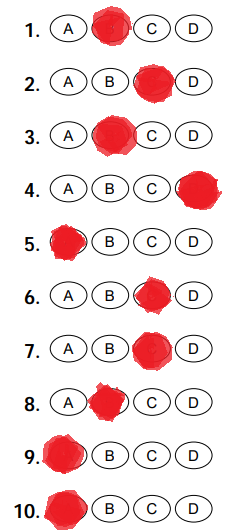 1. A C D
2. A B D
3. A C D
4. A B C
5. B C D
6. A B D
7. A B D
8. A C D
9. B C D
10. B C D